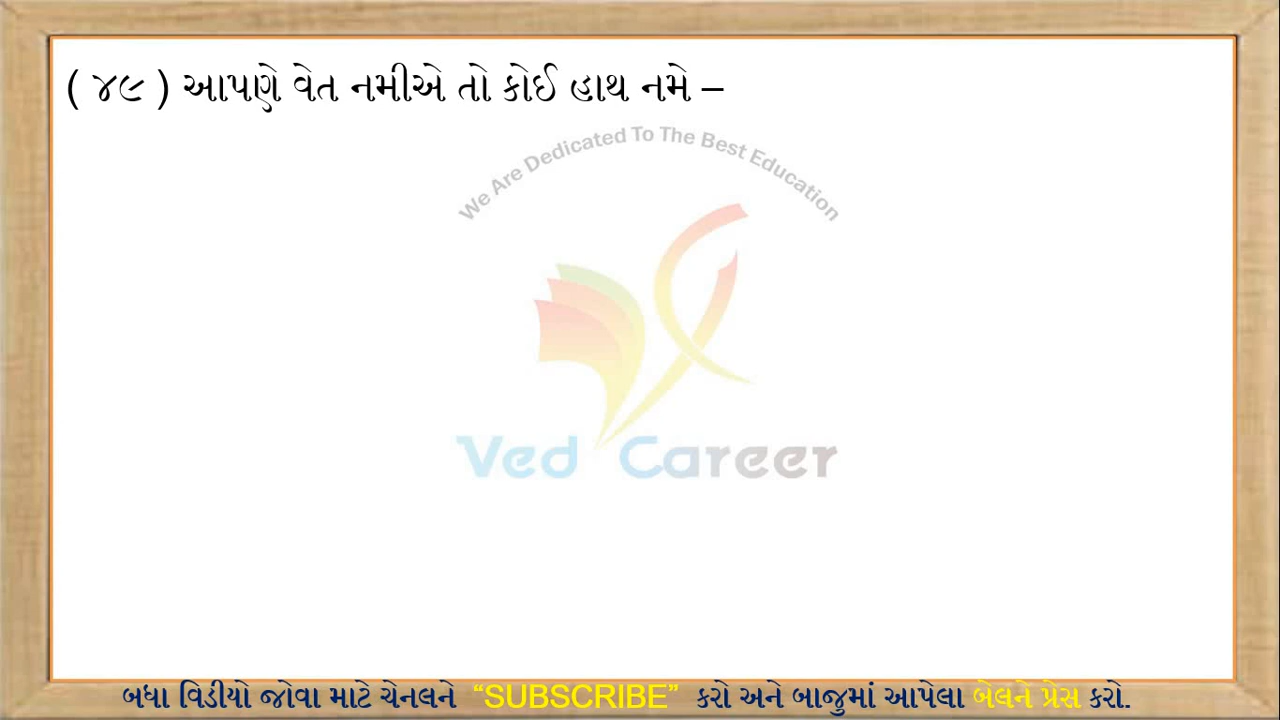 ( ૪૯ ) આપણે વેત નમીએ તો કોઈ હાથ નમે –
We Are Dedicated To The Best Education
Ved Career
બધા વિડીયો જોવા માટે ચેનલને “SUBSCRIBE” કરો અને બાજુમાં આપેલા બેલને પ્રેસ કરો.